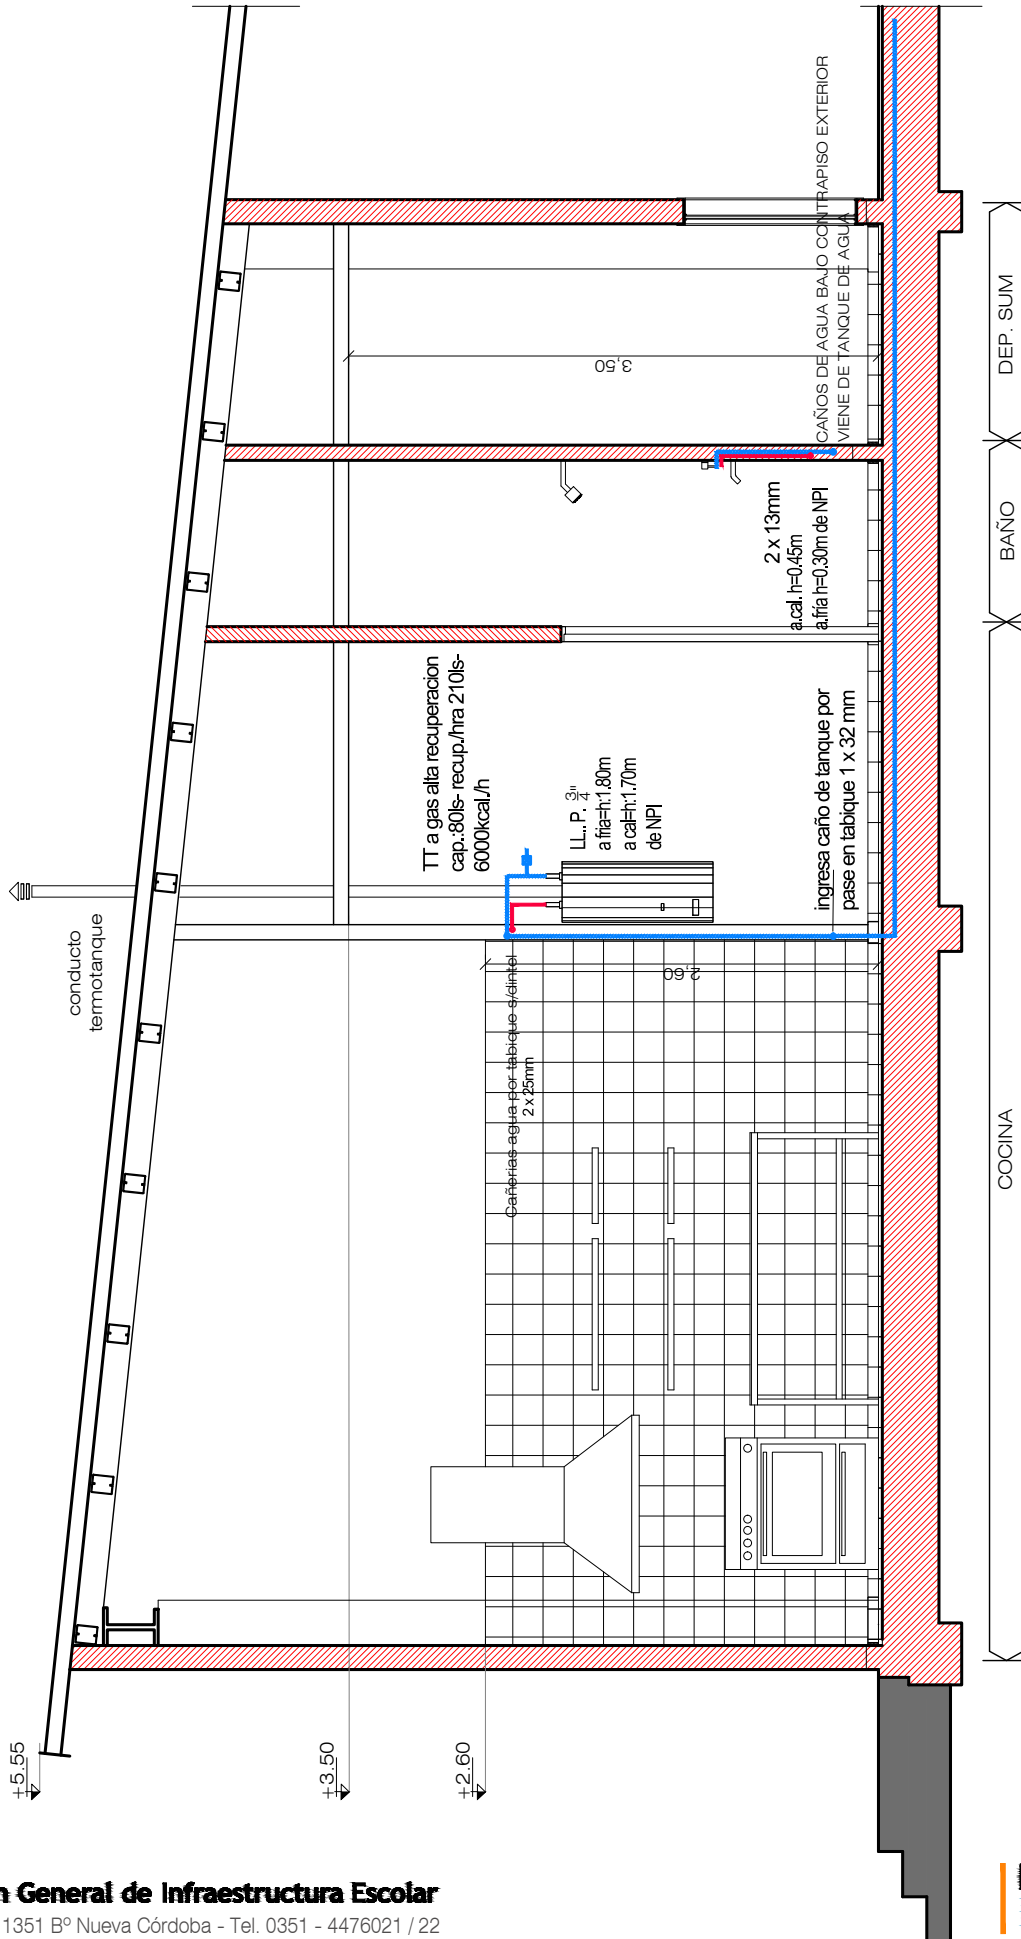 +5.55
+3.50
+2.60
conducto
termotanque
TT a gas alta recuperacion
cap.:80ls- recup./hra 210ls-
6000kcal./h
LL.. P. 3/4"
a fria=h:1.80m
a cal=h:1.70m
de NPI
Cañerias agua por tabique s/dintel
2 x 25mm
2,60
ingresa caño de tanque por
pase en tabique 1 x 32 mm
2 x 13mm
a.cal. h=0.45m
a.fría h=0.30m de NPI
3,50
CAÑOS DE AGUA BAJO CONTRAPISO EXTERIOR
VIENE DE TANQUE DE AGUA
COCINA
BAÑO
DEP. SUM
n General de Infraestructura Escolar
1351 Bº Nueva Córdoba - Tel. 0351 - 4476021 / 22